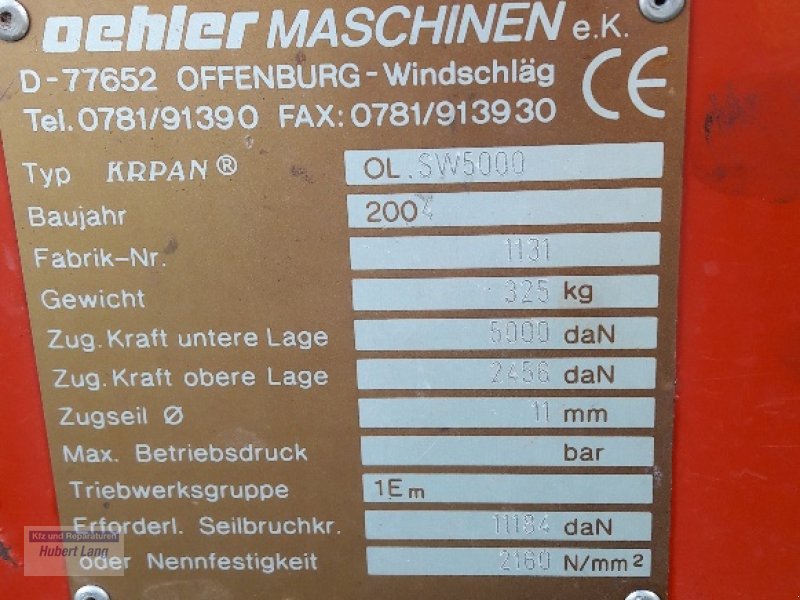 oehler MASCHINEN e.K.
D-77652 OFFENBURG-Windschläg CE
Tel. 0781/91390 FAX: 0781/913930
Typ KRPAN® OL.SW5000
Baujahr 2004
Fabrik-Nr. 1131
Gewicht 325 kg
Zug. Kraft untere Lage 5000 daN
Zug. Kraft obere Lage 2456 daN
Zugseil Ø 11 mm
Max. Betriebsdruck bar
Triebwerksgruppe 1Em
Erforderl. Seilbruchkr. 11184 daN
oder Nennfestigkeit 2160 N/mm²
Kfz und Reparaturen
Hubert Lang